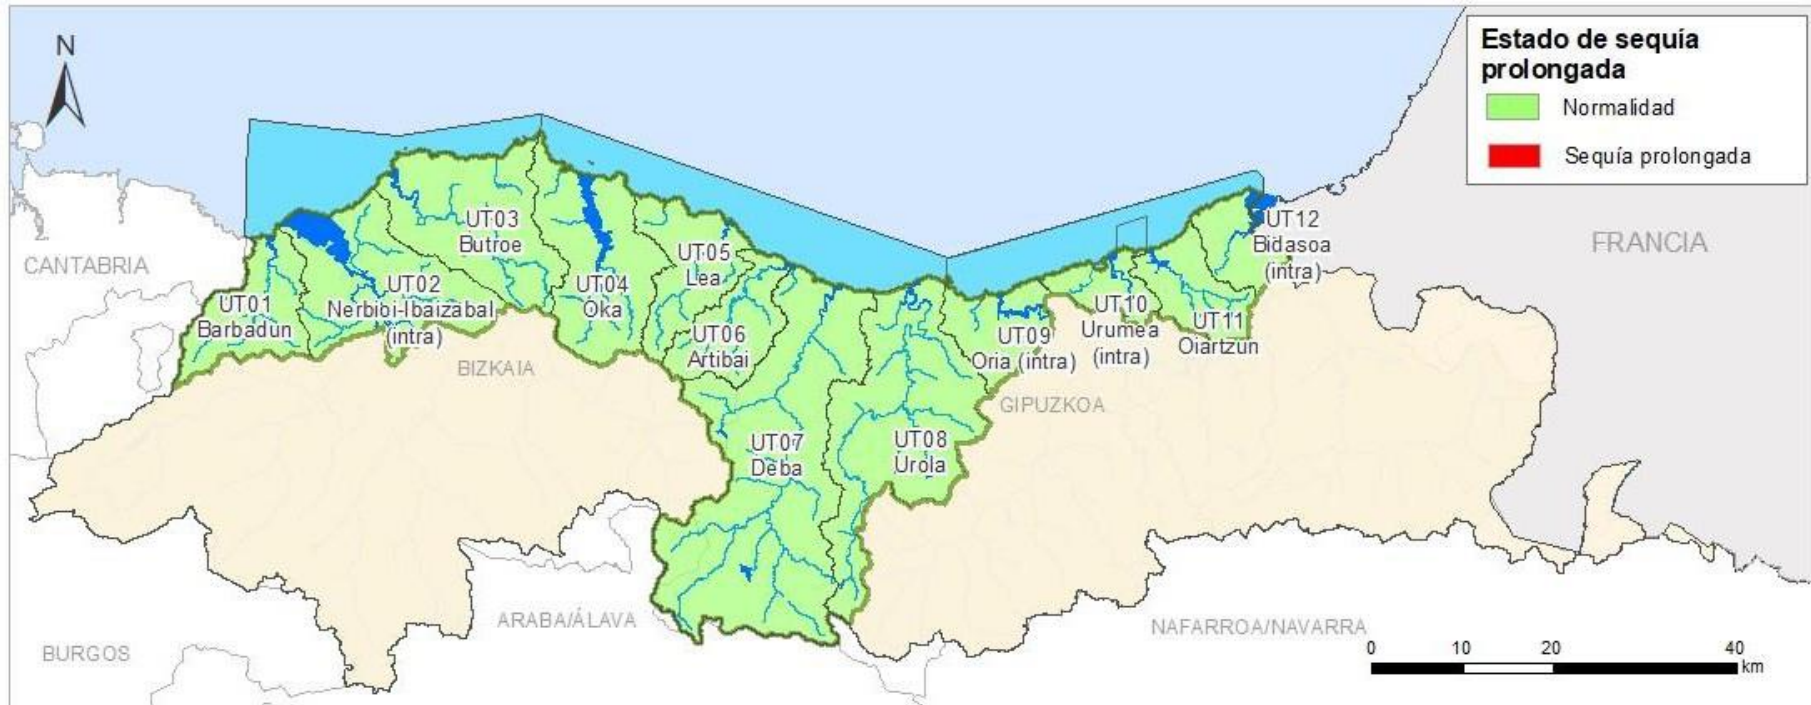 N
Estado de sequía
prolongada
Normalidad
Sequía prolongada
UT12
Bidasoa
(intra)
FRANCIA
UT03
Butroe
CANTABRIA
UT05
Lea
UT02
Nerbioi-Ibaizabal
(intra)
UT04
Oka
UT01
Barbadun
UT10
Urumea
(intra)
UT11
Oiartzun
UT06
Artibai
UT09
Oria (intra)
BIZKAIA
GIPUZKOA
UT07
Deba
UT08
Urola
ARABA/ÁLAVA
NAFARROA/NAVARRA
BURGOS
0 10 20 40
km